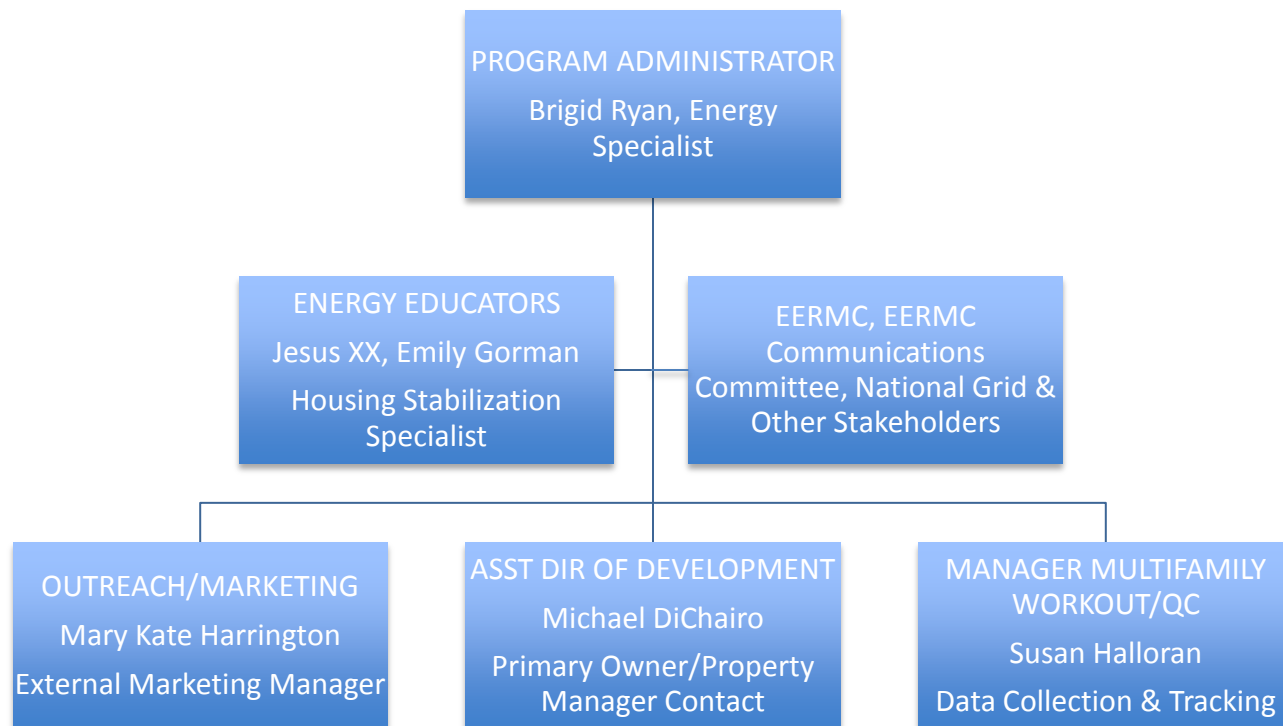 PROGRAM ADMINISTRATOR
Brigid Ryan, Energy
Specialist
ENERGY EDUCATORS
Jesus XX, Emily Gorman
Housing Stabilization
Specialist
EERMC, EERMC
Communications
Committee, National Grid &
Other Stakeholders
OUTREACH/MARKETING
Mary Kate Harrington
External Marketing Manager
ASST DIR OF DEVELOPMENT
Michael DiChairo
Primary Owner/Property
Manager Contact
MANAGER MULTIFAMILY
WORKOUT/QC
Susan Halloran
Data Collection & Tracking